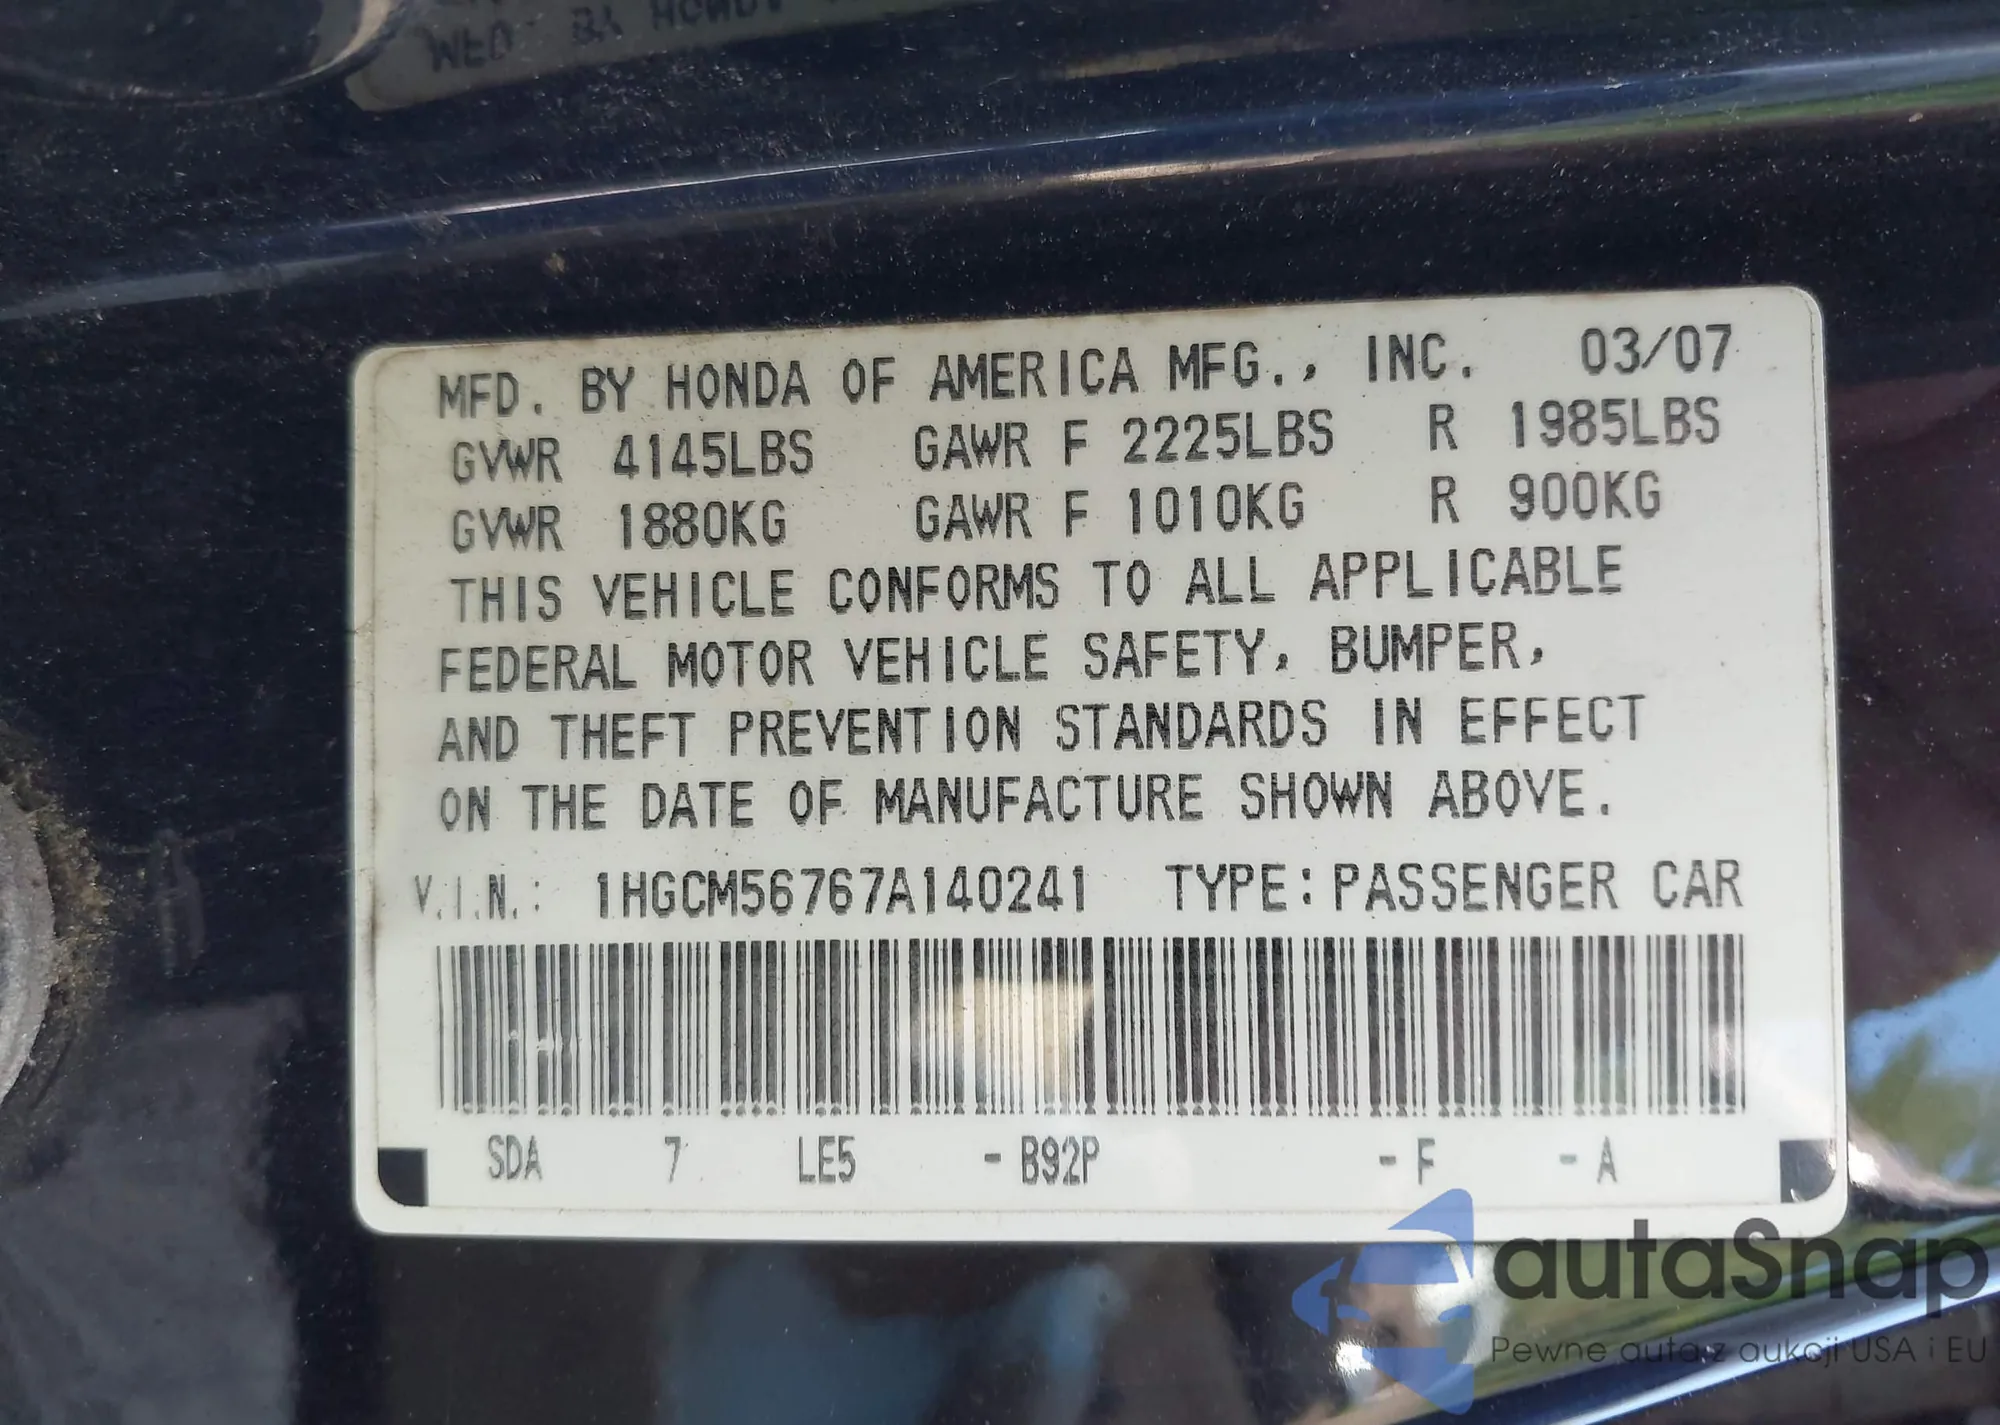 MFD. BY HONDA OF AMERICA MFG., INC. 03/07
GVWR 4145LBS GAWR F 2225LBS R 1985LBS
GVWR 1880KG GAWR F 1010KG R 900KG
THIS VEHICLE CONFORMS TO ALL APPLICABLE
FEDERAL MOTOR VEHICLE SAFETY, BUMPER,
AND THEFT PREVENTION STANDARDS IN EFFECT
ON THE DATE OF MANUFACTURE SHOWN ABOVE.
V.I.N.: 1HGCM56767A140241 TYPE:PASSENGER CAR
SDA 7 LE5 -B92P -F -A
autaSnap
Pewne auta z aukcji USA i EU